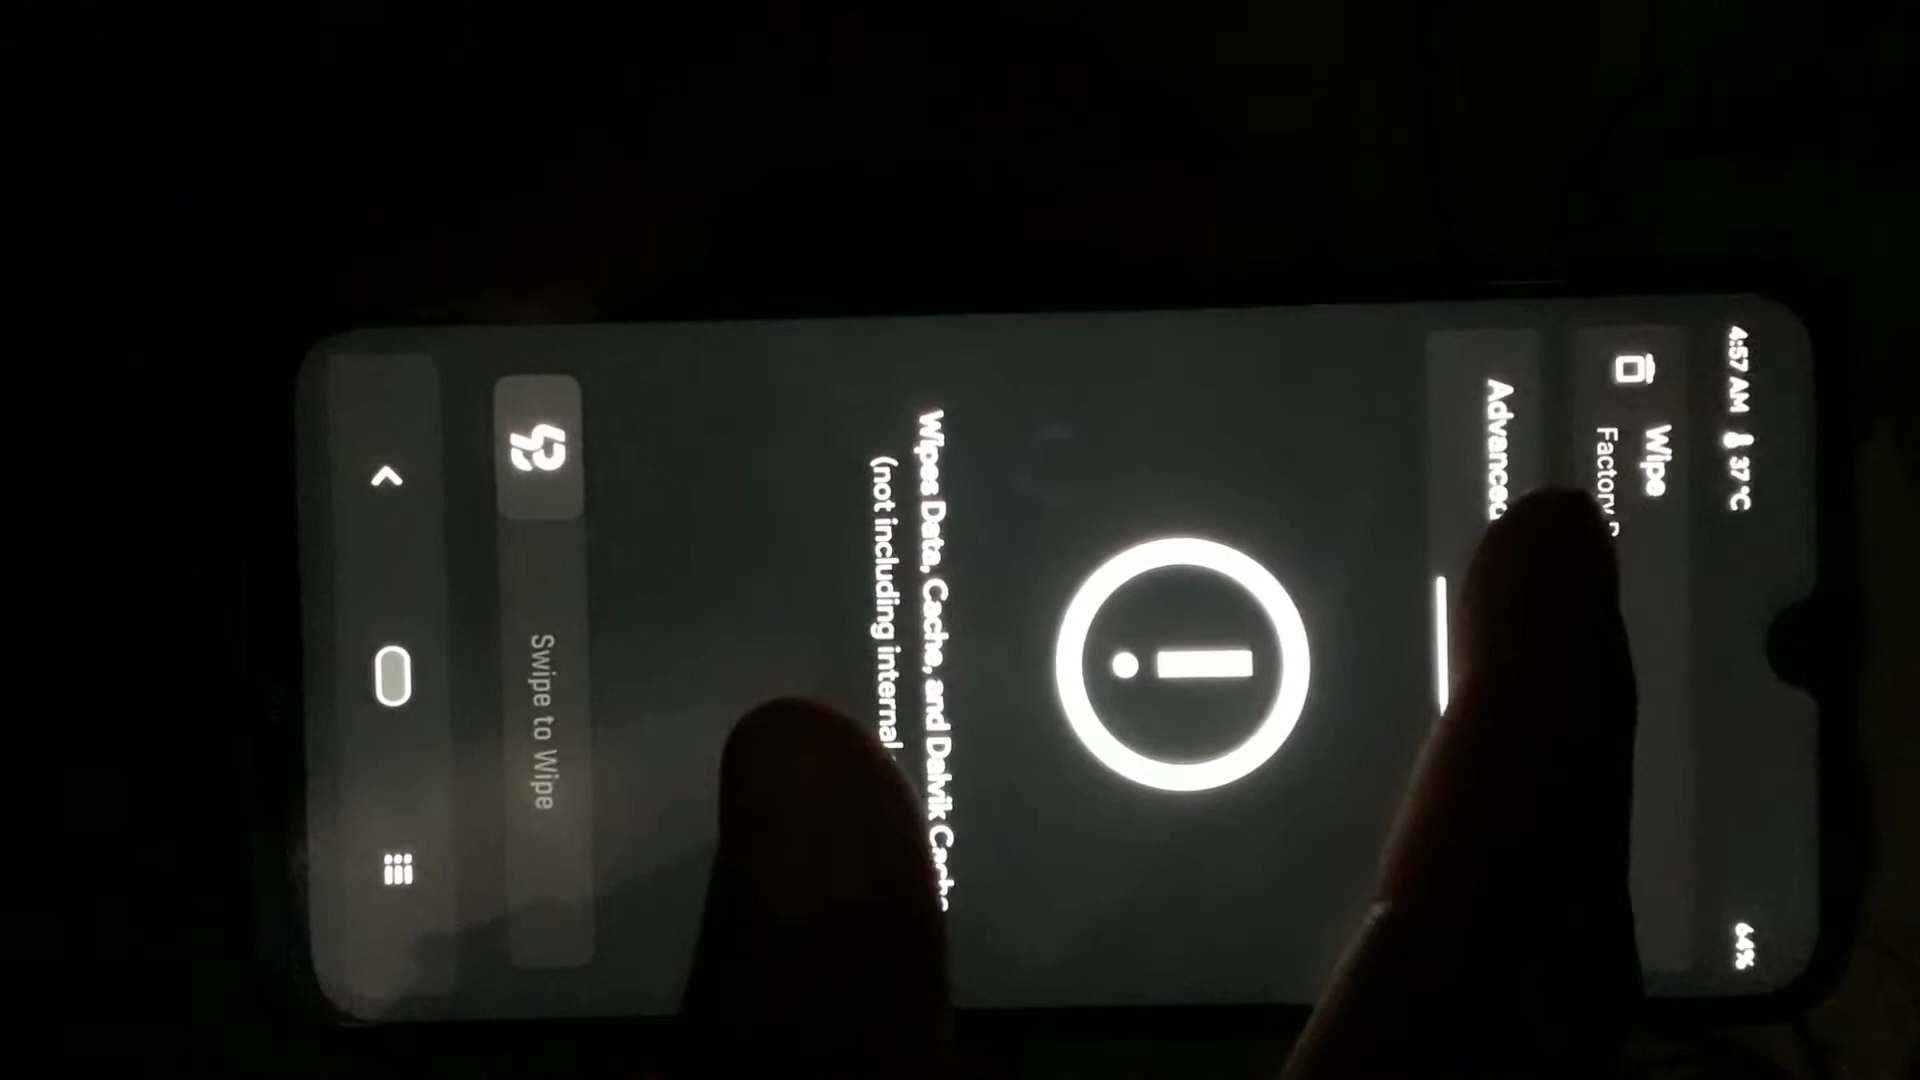 4:57 AM 37 °C 64%
Wipe
Factory
Advanced
Wipes Data, Cache, and Dalvik Cache
(not including internal
Swipe to Wipe